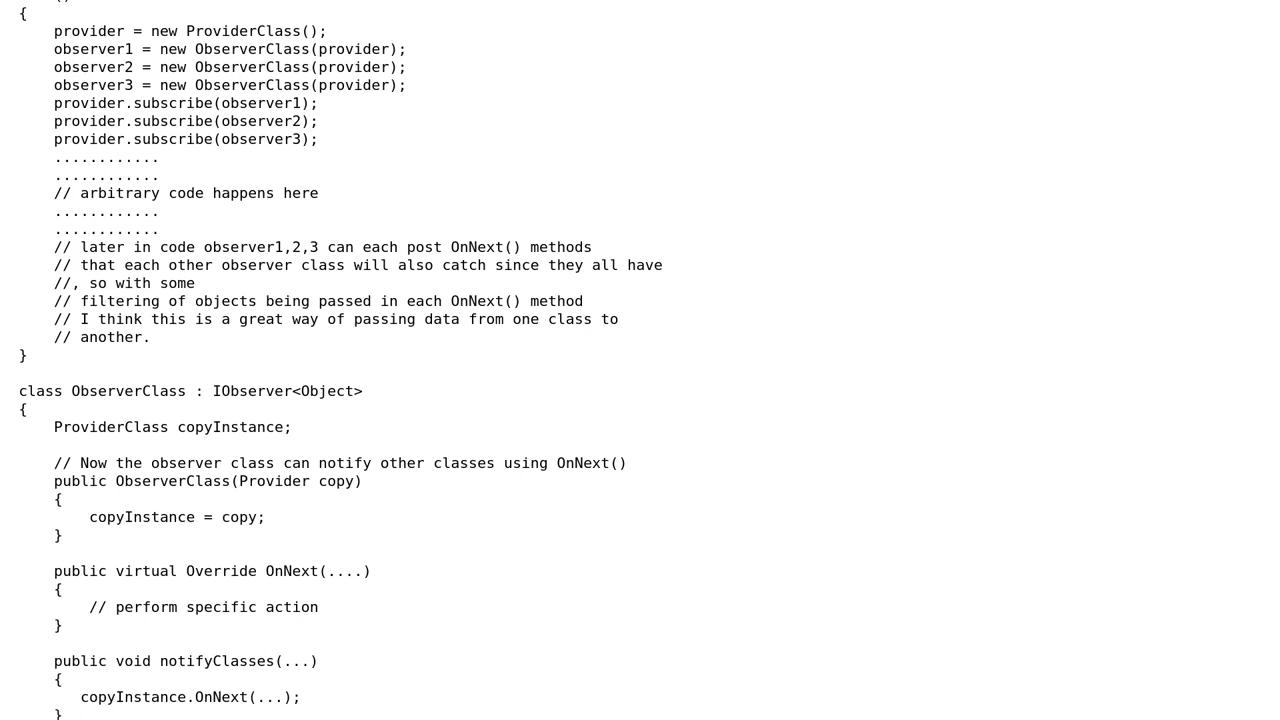 {
    provider = new ProviderClass();
    observer1 = new ObserverClass(provider);
    observer2 = new ObserverClass(provider);
    observer3 = new ObserverClass(provider);
    provider.subscribe(observer1);
    provider.subscribe(observer2);
    provider.subscribe(observer3);
    ............
    ............
    // arbitrary code happens here
    ............
    ............
    // later in code observer1,2,3 can each post OnNext() methods
    // that each other observer class will also catch since they all have
    //, so with some
    // filtering of objects being passed in each OnNext() method
    // I think this is a great way of passing data from one class to
    // another.
}

class ObserverClass : IObserver<Object>
{
    ProviderClass copyInstance;

    // Now the observer class can notify other classes using OnNext()
    public ObserverClass(Provider copy)
    {
        copyInstance = copy;
    }

    public virtual Override OnNext(....)
    {
        // perform specific action
    }

    public void notifyClasses(...)
    {
       copyInstance.OnNext(...);
    }